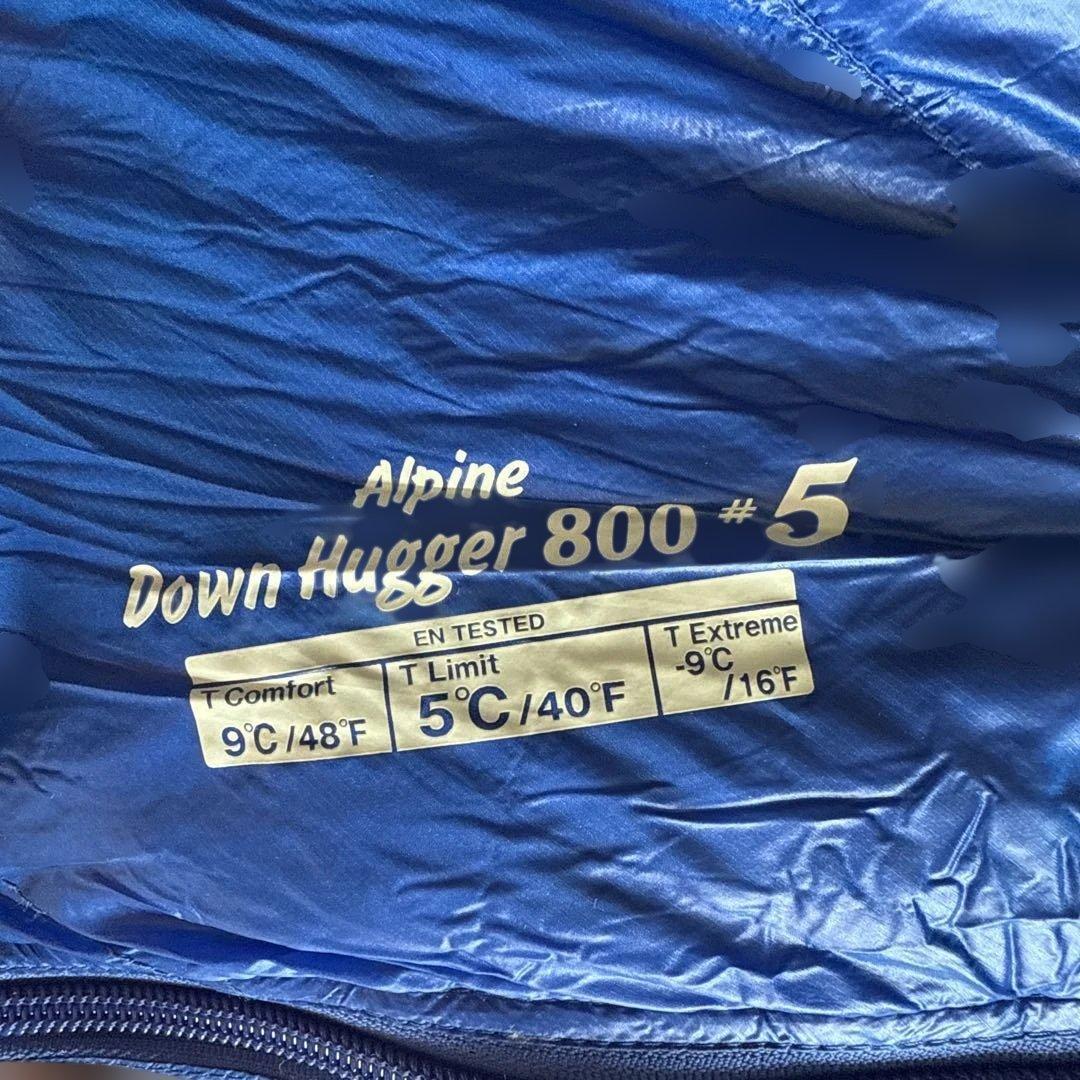 Alpine
Down Hugger 800 #5
EN TESTED
T Comfort
9°C/48°F
T Limit
5°C/40°F
T Extreme
-9°C
/16°F